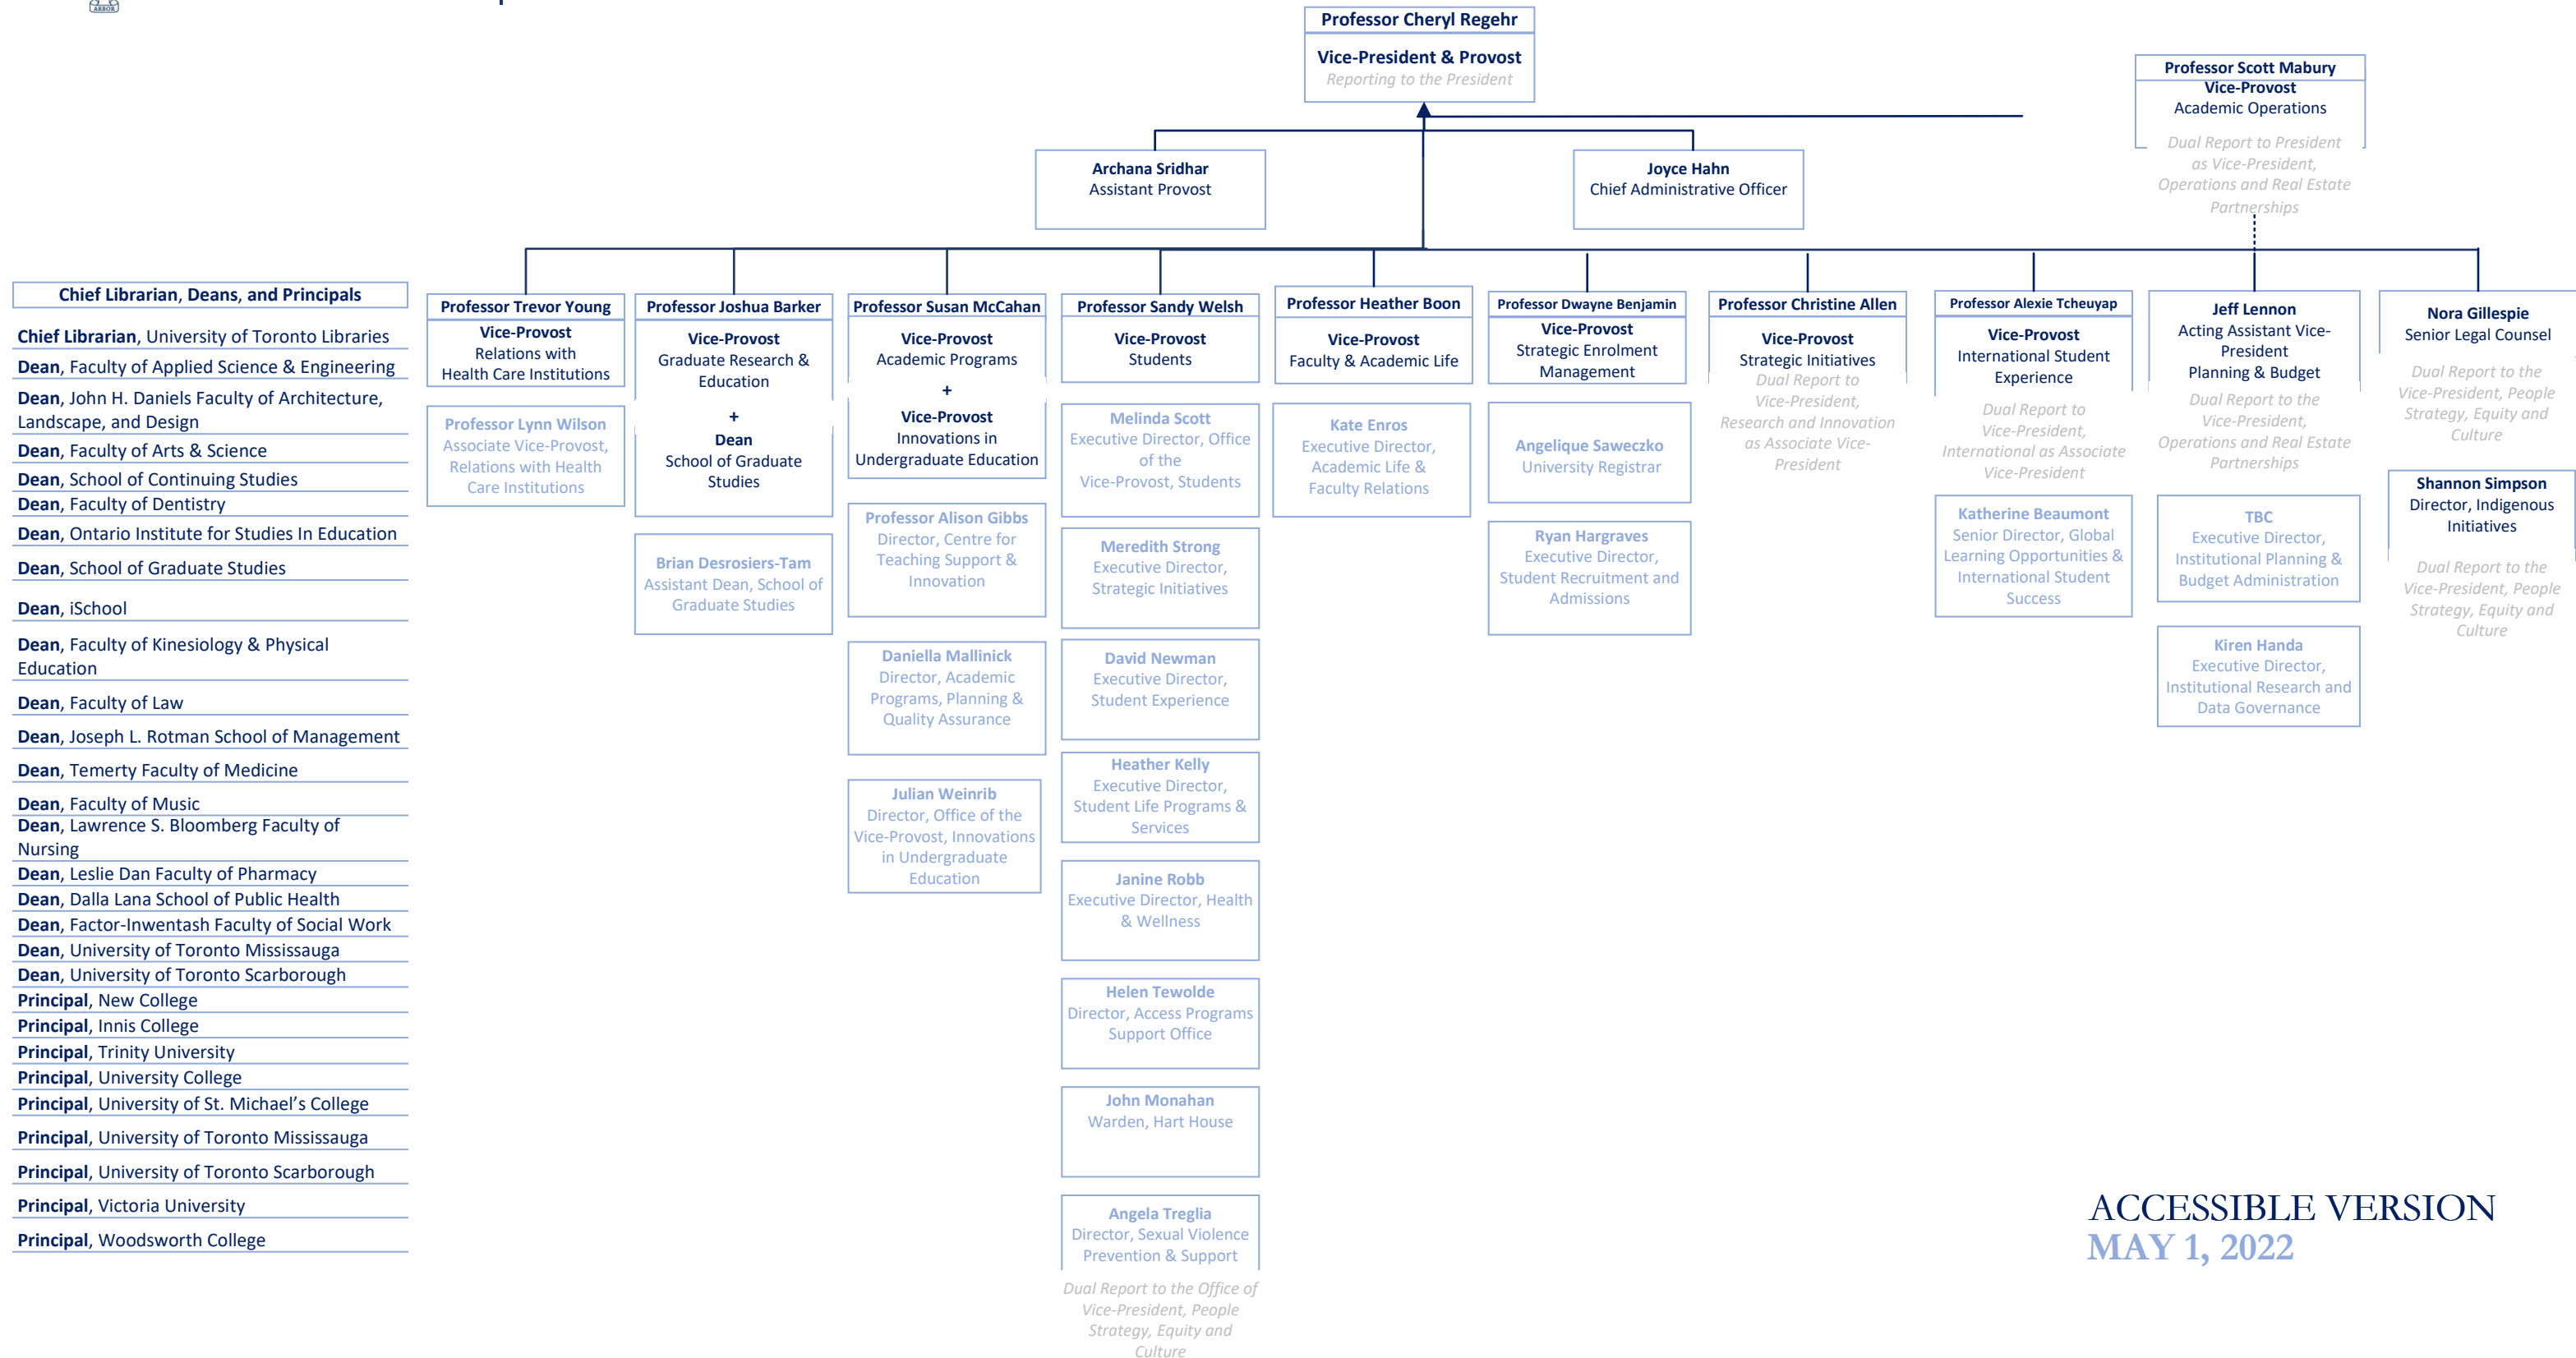 ARBOR
Professor Cheryl Regehr
Vice-President & Provost
Reporting to the President
Professor Scott Mabury
Vice-Provost
Academic Operations
Dual Report to President
as Vice-President,
Operations and Real Estate
Partnerships
Archana Sridhar
Assistant Provost
Joyce Hahn
Chief Administrative Officer
Chief Librarian, Deans, and Principals
Chief Librarian, University of Toronto Libraries
Dean, Faculty of Applied Science & Engineering
Dean, John H. Daniels Faculty of Architecture,
Landscape, and Design
Dean, Faculty of Arts & Science
Dean, School of Continuing Studies
Dean, Faculty of Dentistry
Dean, Ontario Institute for Studies In Education
Dean, School of Graduate Studies
Dean, iSchool
Dean, Faculty of Kinesiology & Physical
Education
Dean, Faculty of Law
Dean, Joseph L. Rotman School of Management
Dean, Temerty Faculty of Medicine
Dean, Faculty of Music
Dean, Lawrence S. Bloomberg Faculty of
Nursing
Dean, Leslie Dan Faculty of Pharmacy
Dean, Dalla Lana School of Public Health
Dean, Factor-Inwentash Faculty of Social Work
Dean, University of Toronto Mississauga
Dean, University of Toronto Scarborough
Principal, New College
Principal, Innis College
Principal, Trinity University
Principal, University College
Principal, University of St. Michael’s College
Principal, University of Toronto Mississauga
Principal, University of Toronto Scarborough
Principal, Victoria University
Principal, Woodsworth College
Professor Trevor Young
Vice-Provost
Relations with
Health Care Institutions
Professor Lynn Wilson
Associate Vice-Provost,
Relations with Health
Care Institutions
Professor Joshua Barker
Vice-Provost
Graduate Research &
Education
+
Dean
School of Graduate
Studies
Brian Desrosiers-Tam
Assistant Dean, School of
Graduate Studies
Professor Susan McCahan
Vice-Provost
Academic Programs
+
Vice-Provost
Innovations in
Undergraduate Education
Professor Alison Gibbs
Director, Centre for
Teaching Support &
Innovation
Daniella Mallinick
Director, Academic
Programs, Planning &
Quality Assurance
Julian Weinrib
Director, Office of the
Vice-Provost, Innovations
in Undergraduate
Education
Professor Sandy Welsh
Vice-Provost
Students
Melinda Scott
Executive Director, Office
of the
Vice-Provost, Students
Meredith Strong
Executive Director,
Strategic Initiatives
David Newman
Executive Director,
Student Experience
Heather Kelly
Executive Director,
Student Life Programs &
Services
Janine Robb
Executive Director, Health
& Wellness
Helen Tewolde
Director, Access Programs
Support Office
John Monahan
Warden, Hart House
Angela Treglia
Director, Sexual Violence
Prevention & Support
Dual Report to the Office of
Vice-President, People
Strategy, Equity and
Culture
Professor Heather Boon
Vice-Provost
Faculty & Academic Life
Kate Enros
Executive Director,
Academic Life &
Faculty Relations
Professor Dwayne Benjamin
Vice-Provost
Strategic Enrolment
Management
Angelique Saweczko
University Registrar
Ryan Hargraves
Executive Director,
Student Recruitment and
Admissions
Professor Christine Allen
Vice-Provost
Strategic Initiatives
Dual Report to
Vice-President,
Research and Innovation
as Associate Vice-
President
Professor Alexie Tcheuyap
Vice-Provost
International Student
Experience
Dual Report to
Vice-President,
International as Associate
Vice-President
Katherine Beaumont
Senior Director, Global
Learning Opportunities &
International Student
Success
Jeff Lennon
Acting Assistant Vice-
President
Planning & Budget
Dual Report to the
Vice-President,
Operations and Real Estate
Partnerships
TBC
Executive Director,
Institutional Planning &
Budget Administration
Kiren Handa
Executive Director,
Institutional Research and
Data Governance
Nora Gillespie
Senior Legal Counsel
Dual Report to the
Vice-President, People
Strategy, Equity and
Culture
Shannon Simpson
Director, Indigenous
Initiatives
Dual Report to the
Vice-President, People
Strategy, Equity and
Culture
ACCESSIBLE VERSION
MAY 1, 2022